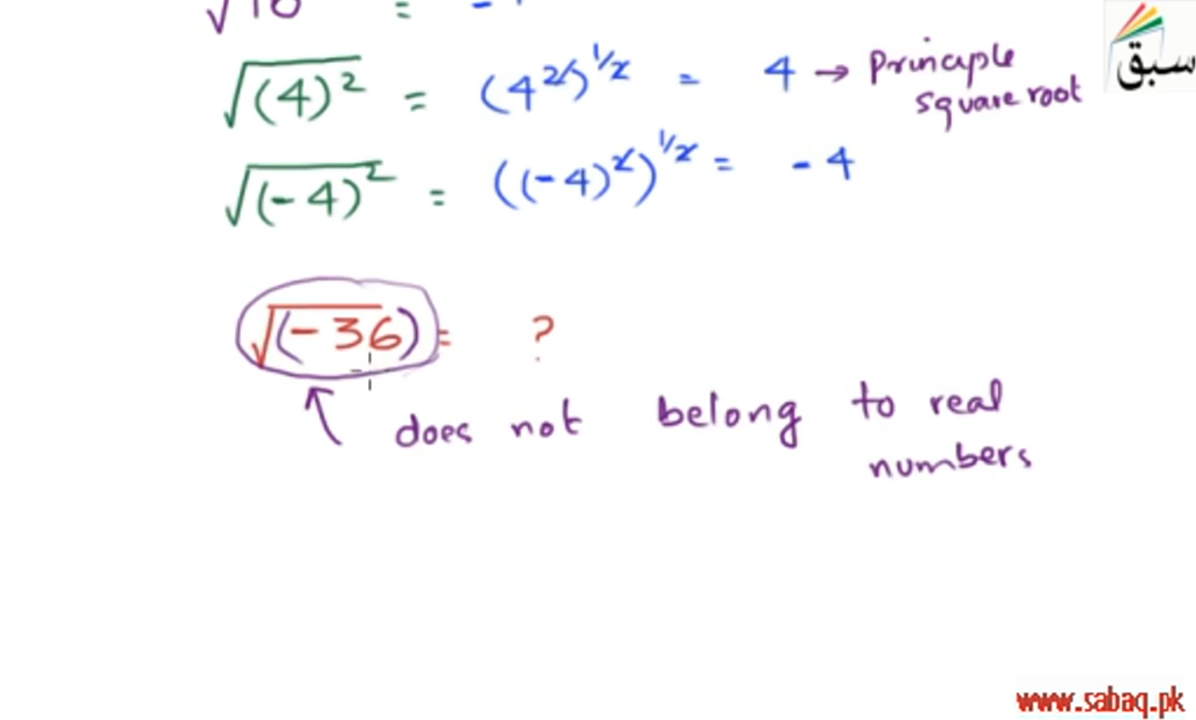 √(4)² = (4²)^1/2 = 4 → Principle
square root
√(-4)² = ((-4)²)^1/2 = -4
√(-36) = ?
does not belong to real
numbers
سبق
www.sabaq.pk